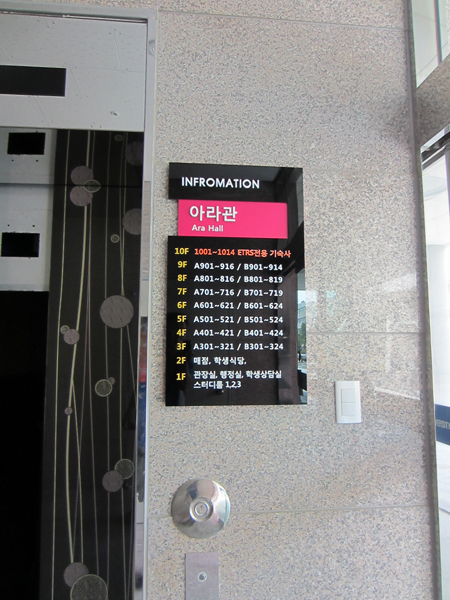 INFROMATION
아라관
Ara Hall
10F 1001~1014 ETRS전용 기숙사
9F A901~916 / B901~914
8F A801~816 / B801~819
7F A701~716 / B701~719
6F A601~621 / B601~624
5F A501~521 / B501~524
4F A401~421 / B401~424
3F A301~321 / B301~324
2F 매점, 학생식당,
1F 관장실, 행정실, 학생상담실
스터디룸 1,2,3